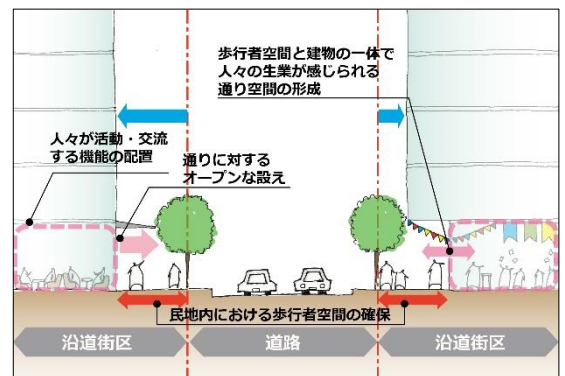 歩行者空間と建物の一体で
人々の生業が感じられる
通り空間の形成
人々が活動・交流
する機能の配置
通りに対する
オープンな設え
民地内における歩行者空間の確保
沿道街区
道路
沿道街区